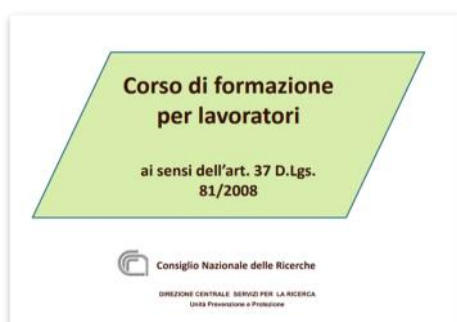 Corso di formazione
per lavoratori
ai sensi dell'art. 37 D.Lgs.
81/2008
Consiglio Nazionale delle Ricerche
DIREZIONE CENTRALE SERVIZI PER LA RICERCA
Unità Prevenzione e Protezione